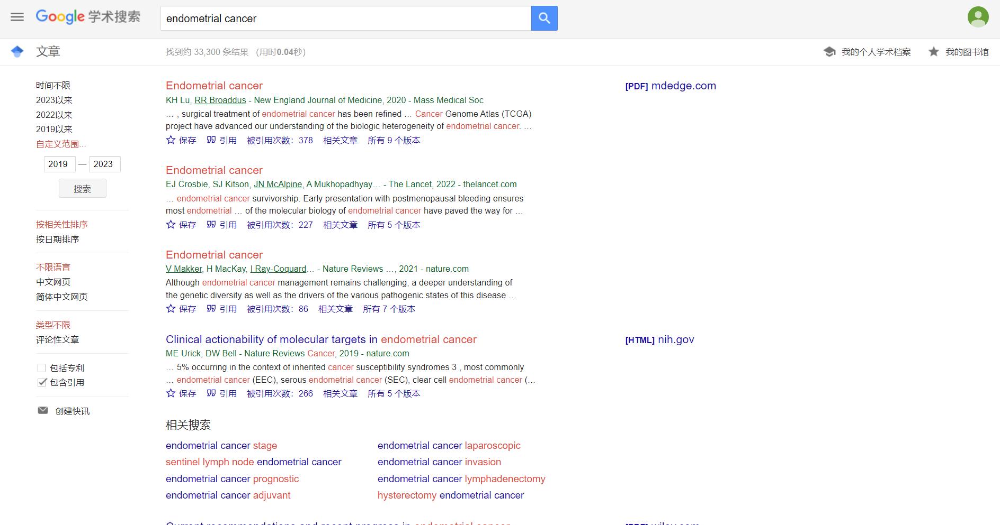 Google 学术搜索
endometrial cancer
文章
找到约 33,300 条结果 (用时0.04秒)
我的个人学术档案
我的图书馆
时间不限
2023以来
2022以来
2019以来
自定义范围...
2019 — 2023
搜索
按相关性排序
按日期排序
不限语言
中文网页
简体中文网页
类型不限
评论性文章
包括专利
包含引用
创建快讯
Endometrial cancer
KH Lu, RR Broaddus - New England Journal of Medicine, 2020 - Mass Medical Soc
… , surgical treatment of endometrial cancer has been refined … Cancer Genome Atlas (TCGA)
project have advanced our understanding of the biologic heterogeneity of endometrial cancer. …
保存 引用 被引用次数：378 相关文章 所有 9 个版本
[PDF] mdedge.com
Endometrial cancer
EJ Crosbie, SJ Kitson, JN McAlpine, A Mukhopadhyay… - The Lancet, 2022 - thelancet.com
… endometrial cancer survivorship. Early presentation with postmenopausal bleeding ensures
most endometrial … of the molecular biology of endometrial cancer have paved the way for …
保存 引用 被引用次数：227 相关文章 所有 5 个版本
Endometrial cancer
V Makker, H MacKay, I Ray-Coquard… - Nature Reviews …, 2021 - nature.com
Although endometrial cancer management remains challenging, a deeper understanding of
the genetic diversity as well as the drivers of the various pathogenic states of this disease …
保存 引用 被引用次数：86 相关文章 所有 7 个版本
Clinical actionability of molecular targets in endometrial cancer
ME Urick, DW Bell - Nature Reviews Cancer, 2019 - nature.com
… 5% occurring in the context of inherited cancer susceptibility syndromes 3 , most commonly
… endometrial cancer (EEC), serous endometrial cancer (SEC), clear cell endometrial cancer (…
保存 引用 被引用次数：266 相关文章 所有 5 个版本
[HTML] nih.gov
相关搜索
endometrial cancer stage
endometrial cancer laparoscopic
sentinel lymph node endometrial cancer
endometrial cancer invasion
endometrial cancer prognostic
endometrial cancer lymphadenectomy
endometrial cancer adjuvant
hysterectomy endometrial cancer
Current recommendations and recent progress in endometrial cancer
[PDF] wiley.com